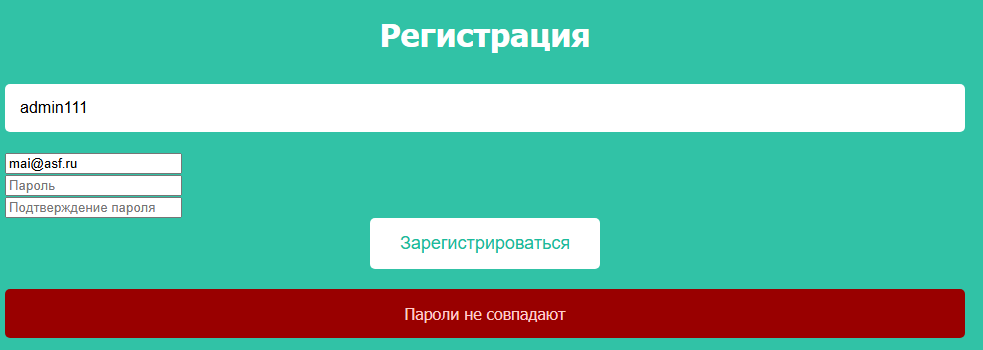 Регистрация
admin111
mai@asf.ru
Пароль
Подтверждение пароля
Зарегистрироваться
Пароли не совпадают